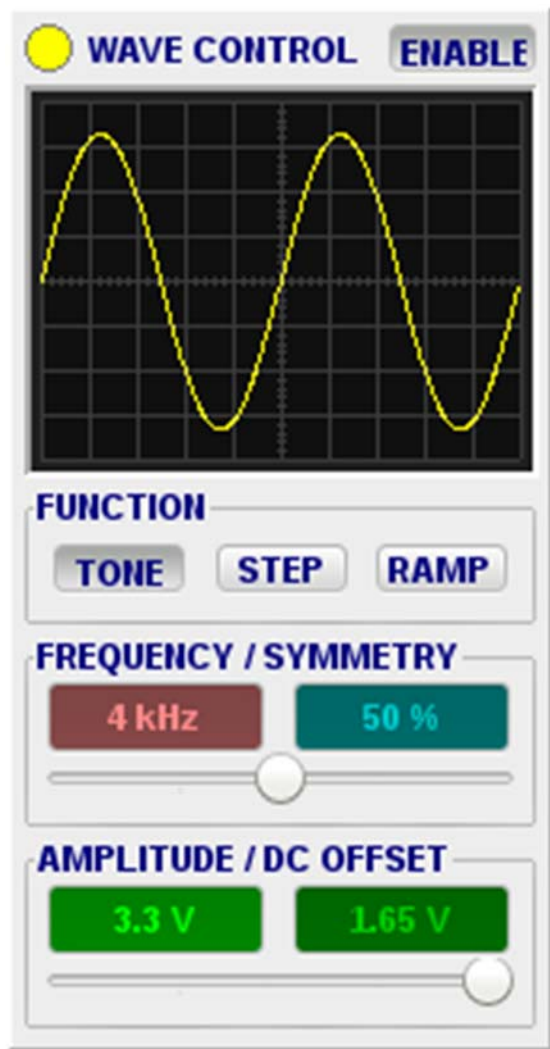 WAVE CONTROL ENABLE
FUNCTION
TONE STEP RAMP
FREQUENCY / SYMMETRY
4 kHz 50 %
AMPLITUDE / DC OFFSET
3.3 V 1.65 V